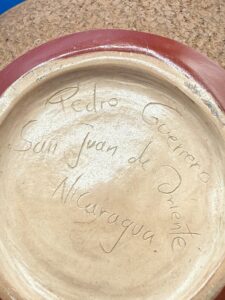 Pedro Guerrero
San Juan de Oriente
Nicaragua.